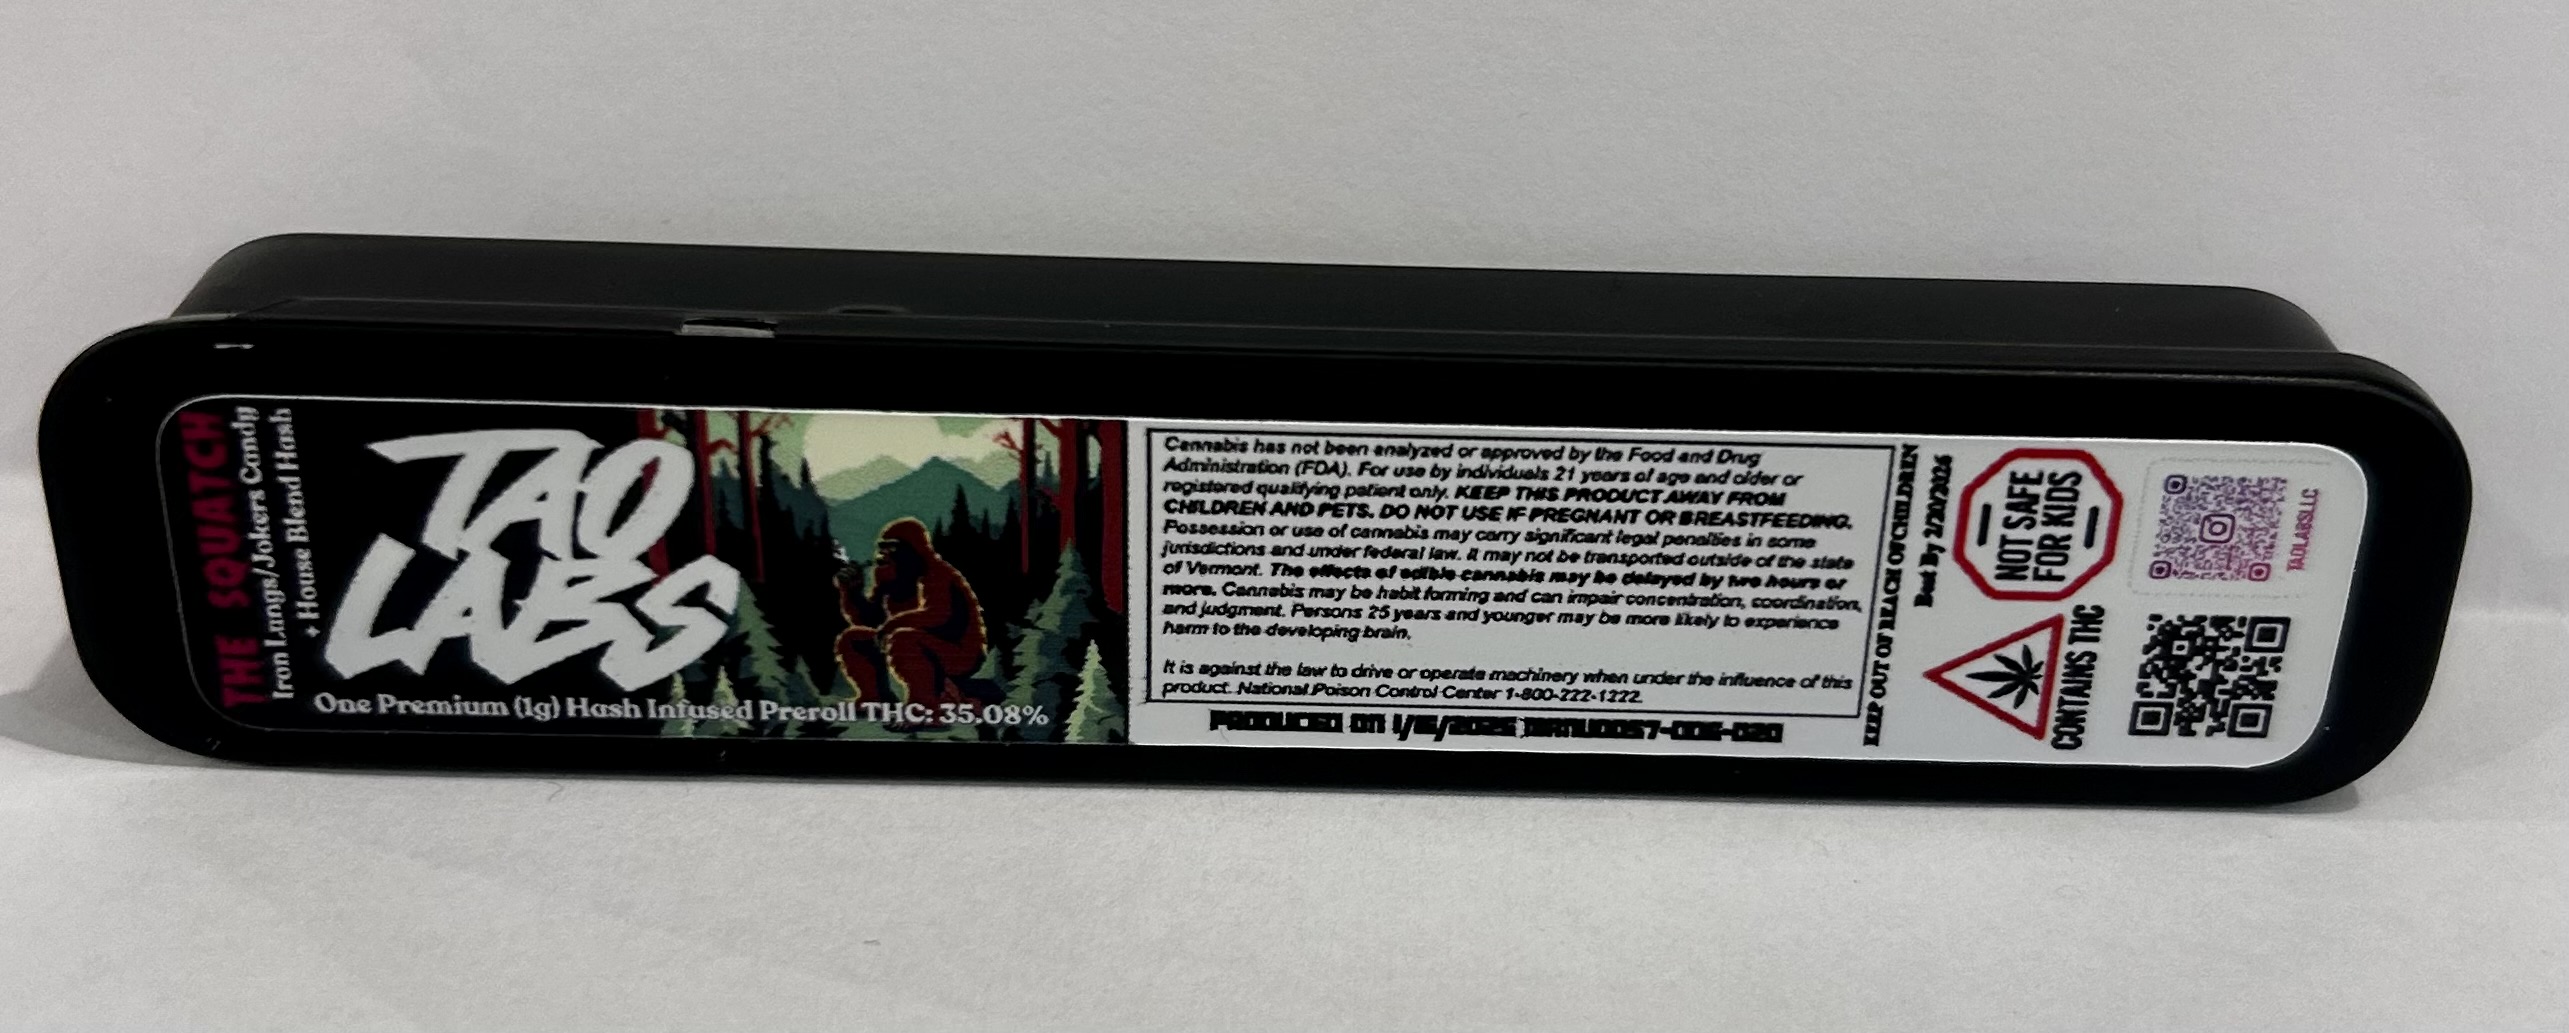 THE SQUATCH
Iron Lungs/Jokers Candy
+ House Blend Hash
TAO
LABS
One Premium (1g) Hash Infused Preroll THC: 35.08%
Cannabis has not been analyzed or approved by the Food and Drug
Administration (FDA). For use by individuals 21 years of age and older or
registered qualifying patient only. KEEP THIS PRODUCT AWAY FROM
CHILDREN AND PETS. DO NOT USE IF PREGNANT OR BREASTFEEDING.
Possession or use of cannabis may carry significant legal penalties in some
jurisdictions and under federal law. It may not be transported outside of the state
of Vermont. The effects of edible cannabis may be delayed by two hours or
more. Cannabis may be habit forming and can impair concentration, coordination,
and judgment. Persons 25 years and younger may be more likely to experience
harm to the developing brain.
It is against the law to drive or operate machinery when under the influence of this
product. National Poison Control Center 1-800-222-1222.
PRODUCED ON
KEEP OUT OF REACH OF CHILDREN
Best By 2/20/2026
NOT SAFE
FOR KIDS
CONTAINS THC
TAOLABSLLC